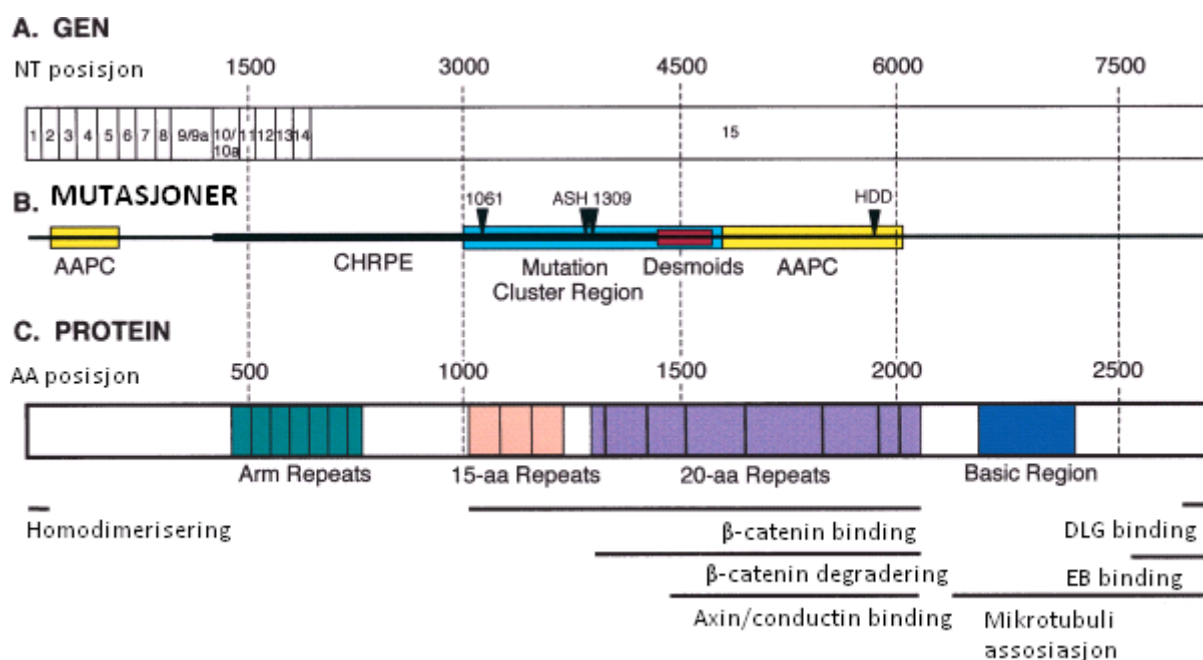 A. GEN
NT posisjon 1500 3000 4500 6000 7500
1 2 3 4 5 6 7 8 9/9a 10/ 11 12 13 14 15
10a
B. MUTASJONER 1061 ASH 1309 HDD
AAPC CHRPE Mutation Desmoids AAPC
Cluster Region
C. PROTEIN
AA posisjon 500 1000 1500 2000 2500
Arm Repeats 15-aa Repeats 20-aa Repeats Basic Region
Homodimerisering β-catenin binding DLG binding
β-catenin degradering EB binding
Axin/conductin binding Mikrotubuli
assosiasjon